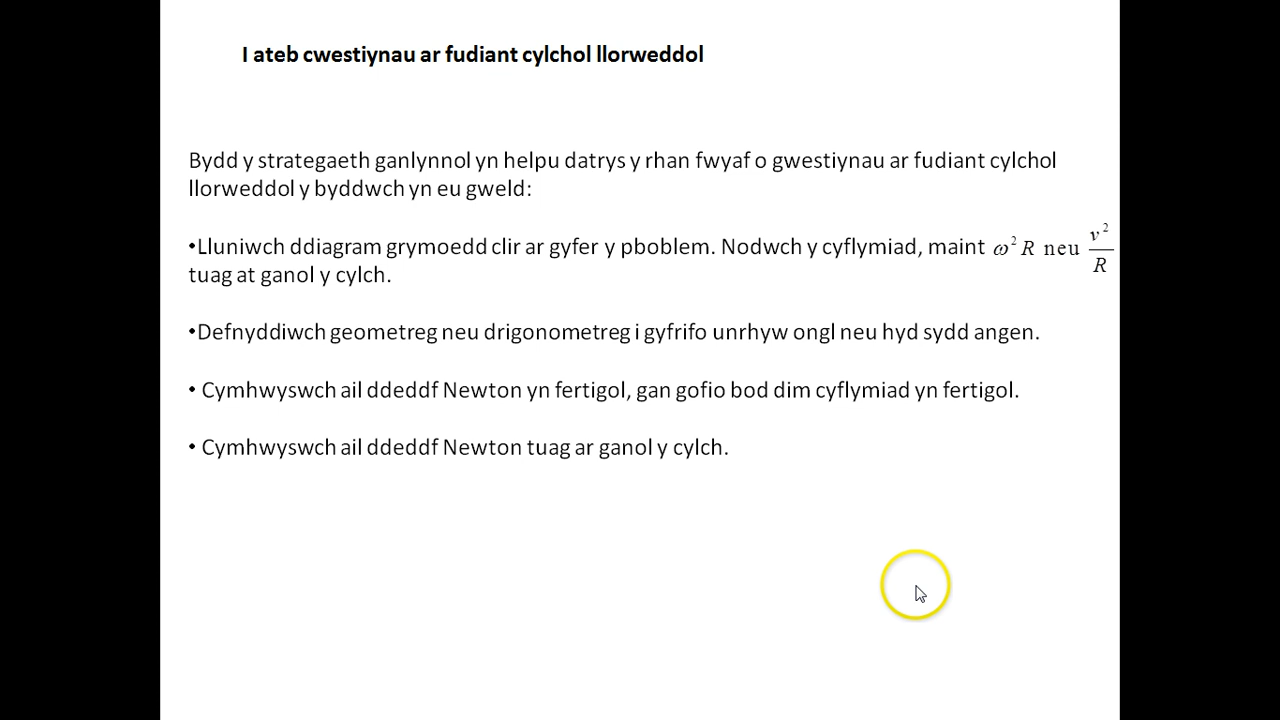 I ateb cwestiynau ar fudiant cylchol llorweddol
Bydd y strategaeth ganlynnol yn helpu datrys y rhan fwyaf o gwestiynau ar fudiant cylchol
llorweddol y byddwch yn eu gweld:
•Lluniwch ddiagram grymoedd clir ar gyfer y pboblem. Nodwch y cyflymiad, maint ω² R neu v²/R
tuag at ganol y cylch.
•Defnyddiwch geometreg neu drigonometreg i gyfrifo unrhyw ongl neu hyd sydd angen.
• Cymhwyswch ail ddeddf Newton yn fertigol, gan gofio bod dim cyflymiad yn fertigol.
• Cymhwyswch ail ddeddf Newton tuag ar ganol y cylch.